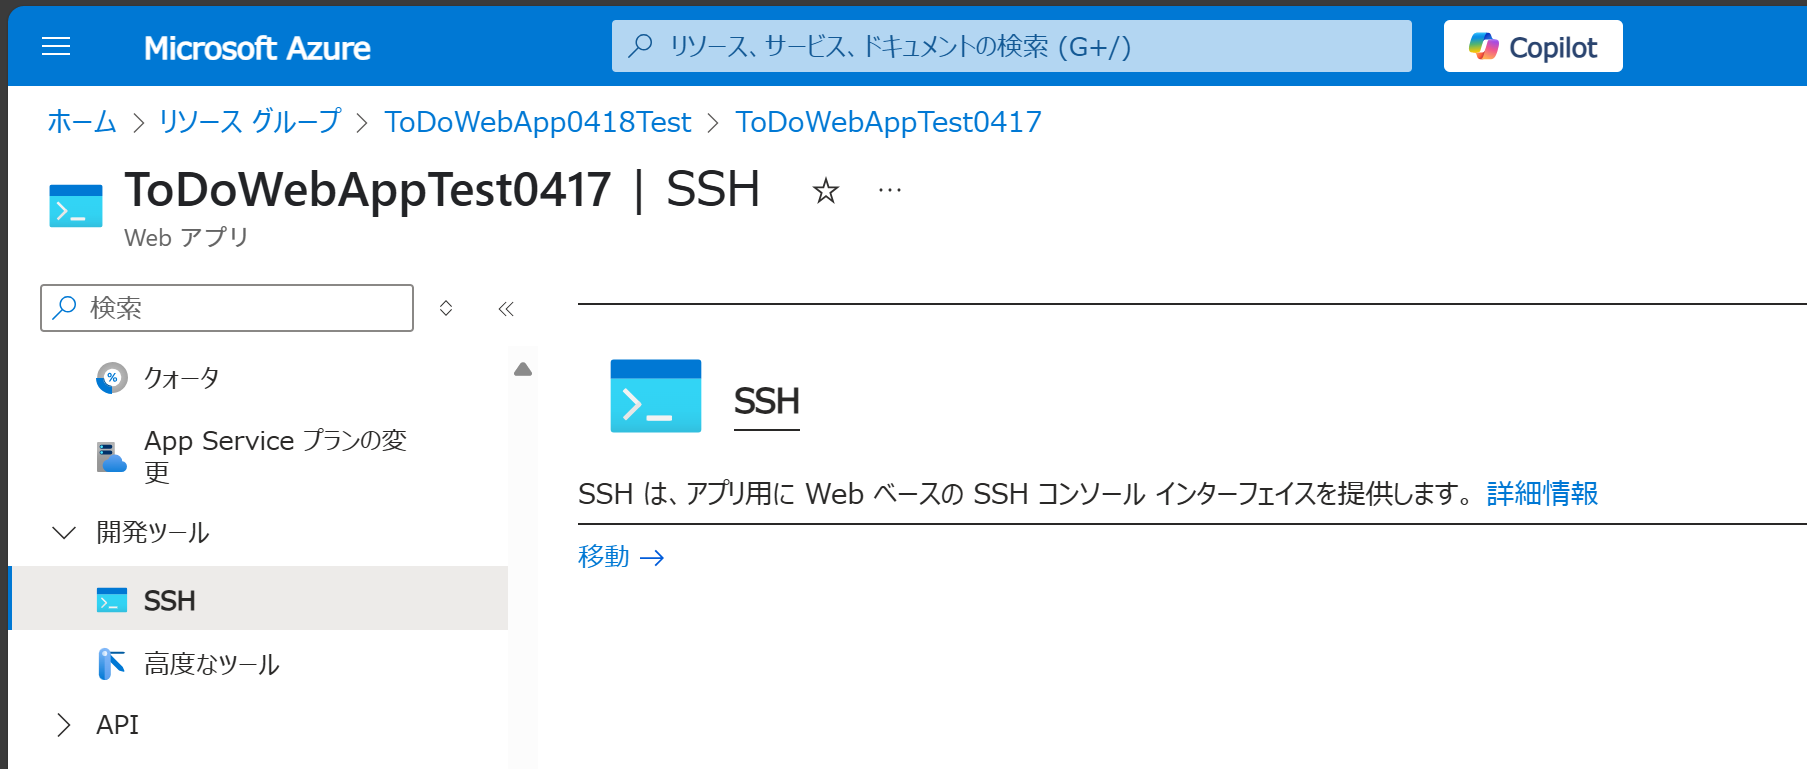 Microsoft Azure
リソース、サービス、ドキュメントの検索 (G+/)
Copilot
ホーム > リソース グループ > ToDoWebApp0418Test > ToDoWebAppTest0417
ToDoWebAppTest0417 | SSH
Web アプリ
検索
クォータ
App Service プランの変
更
開発ツール
SSH
高度なツール
API
SSH
SSH は、アプリ用に Web ベースの SSH コンソール インターフェイスを提供します。 詳細情報
移動 →